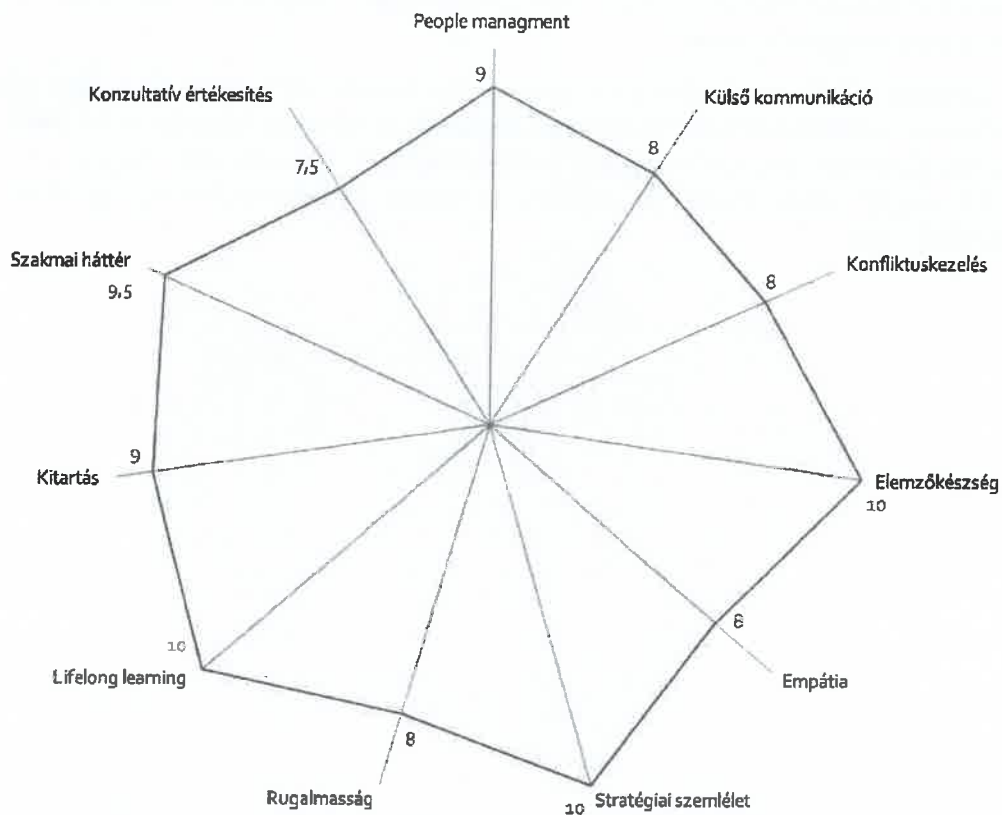 People managment
9
Külső kommunikáció
8
Konfliktuskezelés
8
Elemzőkészség
10
Empátia
8
Stratégiai szemlélet
10
Rugalmasság
8
Lifelong learning
10
Kitartás
9
Szakmai háttér
9,5
Konzultatív értékesítés
7,5